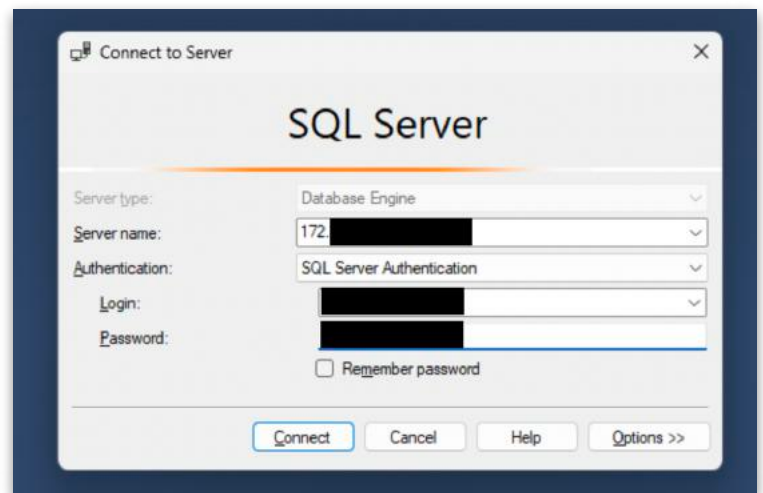 Connect to Server
SQL Server
Server type: Database Engine
Server name: 172.
Authentication: SQL Server Authentication
Login:
Password:
Remember password
Connect Cancel Help Options >>